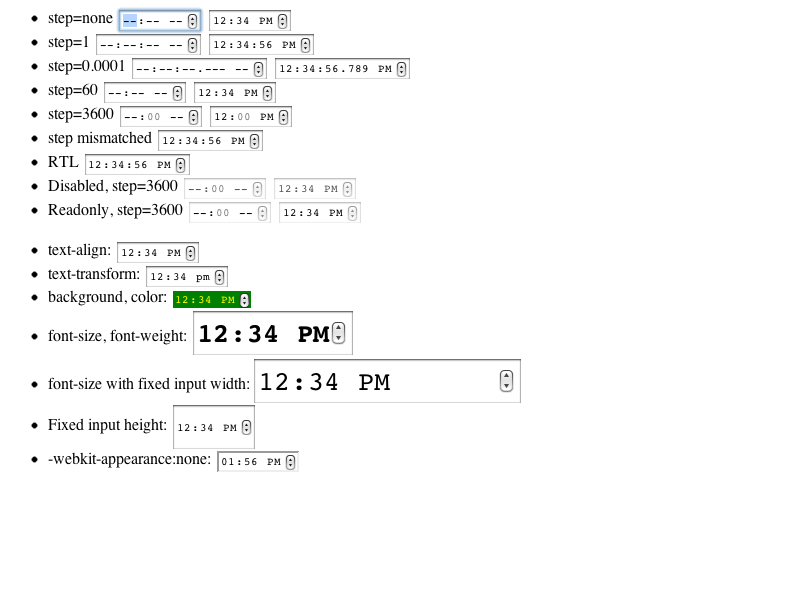 step=none --:-- -- 12:34 PM
step=1 --:--:-- -- 12:34:56 PM
step=0.0001 --:--:--.--- -- 12:34:56.789 PM
step=60 --:-- -- 12:34 PM
step=3600 --:00 -- 12:00 PM
step mismatched 12:34:56 PM
RTL 12:34:56 PM
Disabled, step=3600 --:00 -- 12:34 PM
Readonly, step=3600 --:00 -- 12:34 PM
text-align: 12:34 PM
text-transform: 12:34 pm
background, color: 12:34 PM
font-size, font-weight: 12:34 PM
font-size with fixed input width: 12:34 PM
Fixed input height: 12:34 PM
-webkit-appearance:none: 01:56 PM